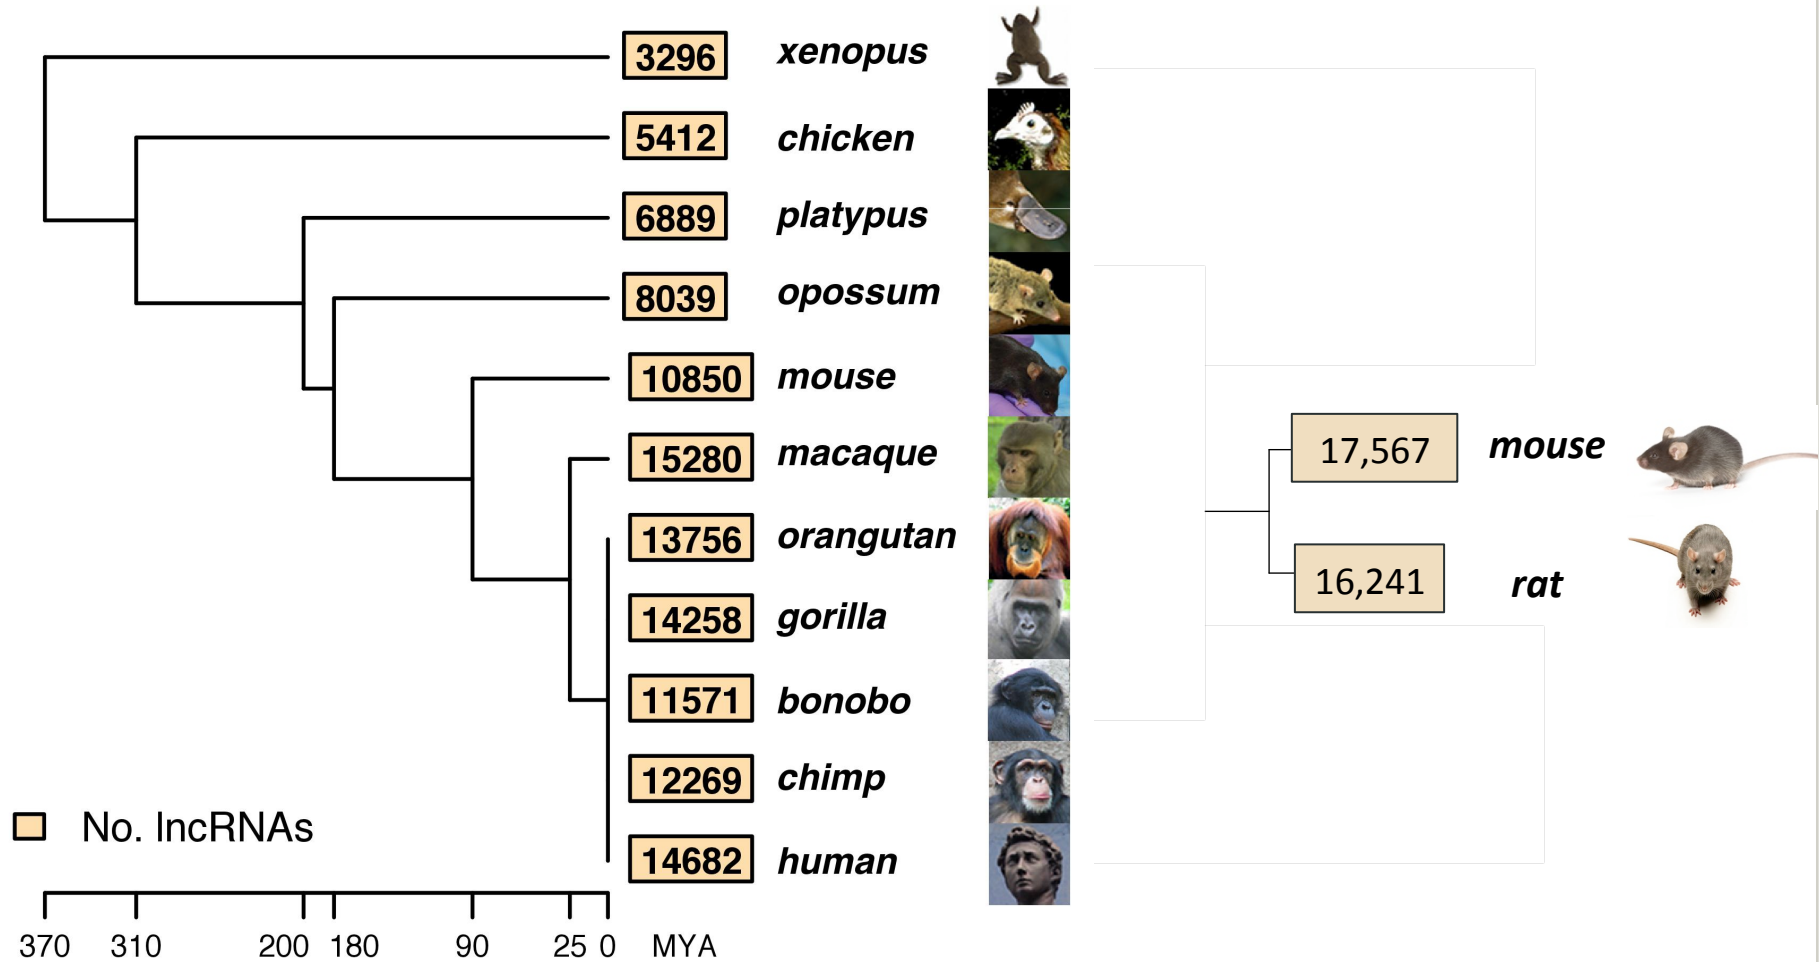 3296 xenopus
5412 chicken
6889 platypus
8039 opossum
10850 mouse
15280 macaque
13756 orangutan
14258 gorilla
11571 bonobo
12269 chimp
14682 human
No. lncRNAs
370 310 200 180 90 25 0 MYA
17,567 mouse
16,241 rat